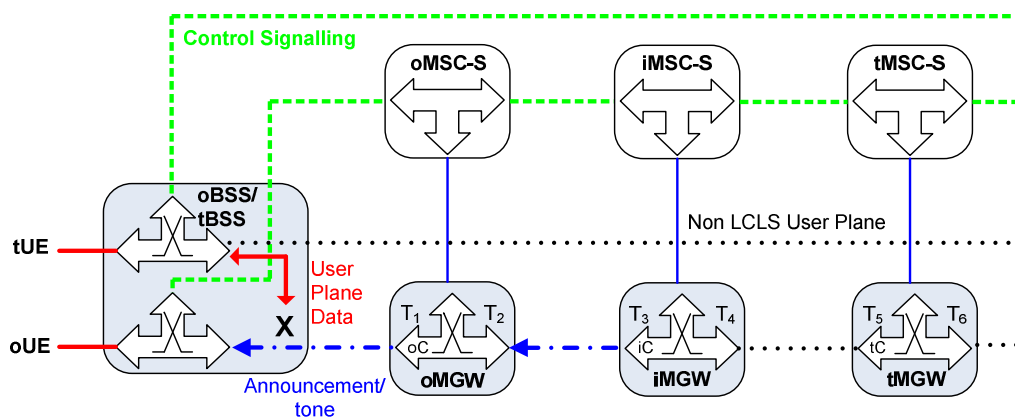 Control Signalling
oMSC-S
iMSC-S
tMSC-S
oBSS/
tBSS
Non LCLS User Plane
tUE
User
Plane
Data
X
T1
T2
T3
T4
T5
T6
oUE
oC
iC
tC
oMGW
iMGW
tMGW
Announcement/
tone